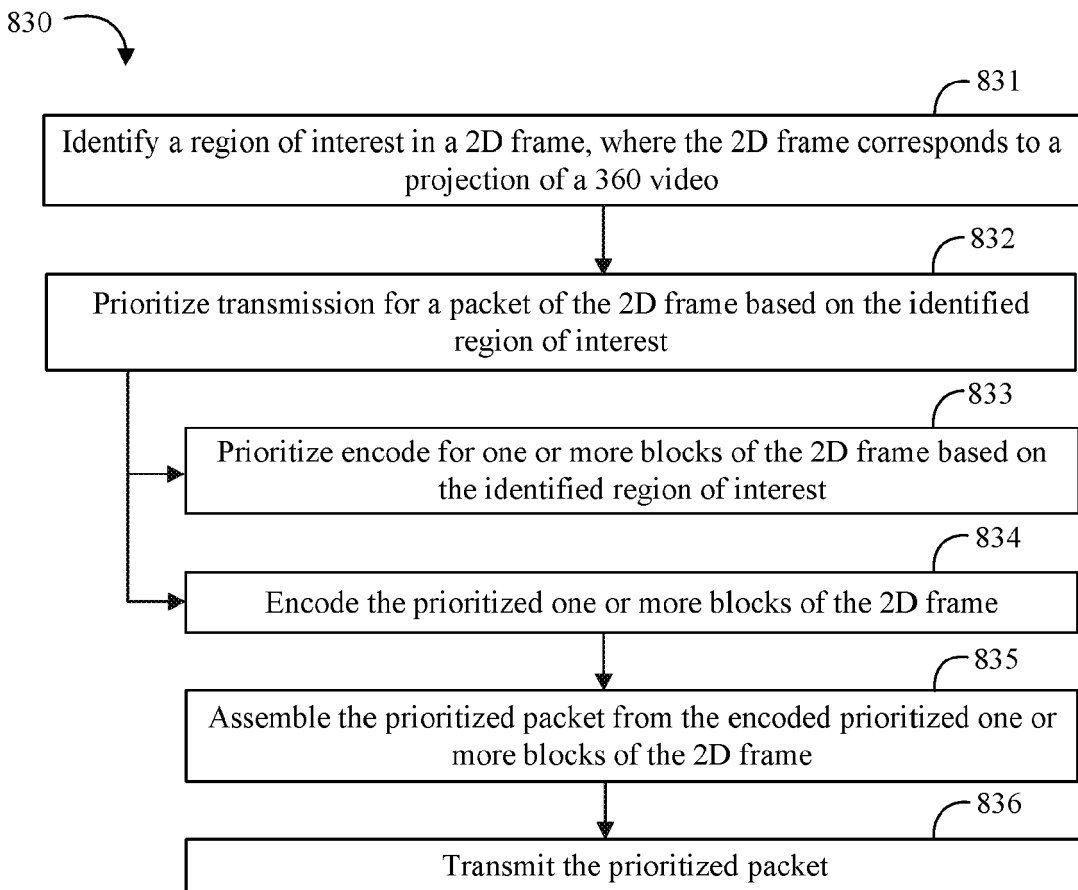 830
831
Identify a region of interest in a 2D frame, where the 2D frame corresponds to a
projection of a 360 video
832
Prioritize transmission for a packet of the 2D frame based on the identified
region of interest
833
Prioritize encode for one or more blocks of the 2D frame based on
the identified region of interest
834
Encode the prioritized one or more blocks of the 2D frame
835
Assemble the prioritized packet from the encoded prioritized one or
more blocks of the 2D frame
836
Transmit the prioritized packet